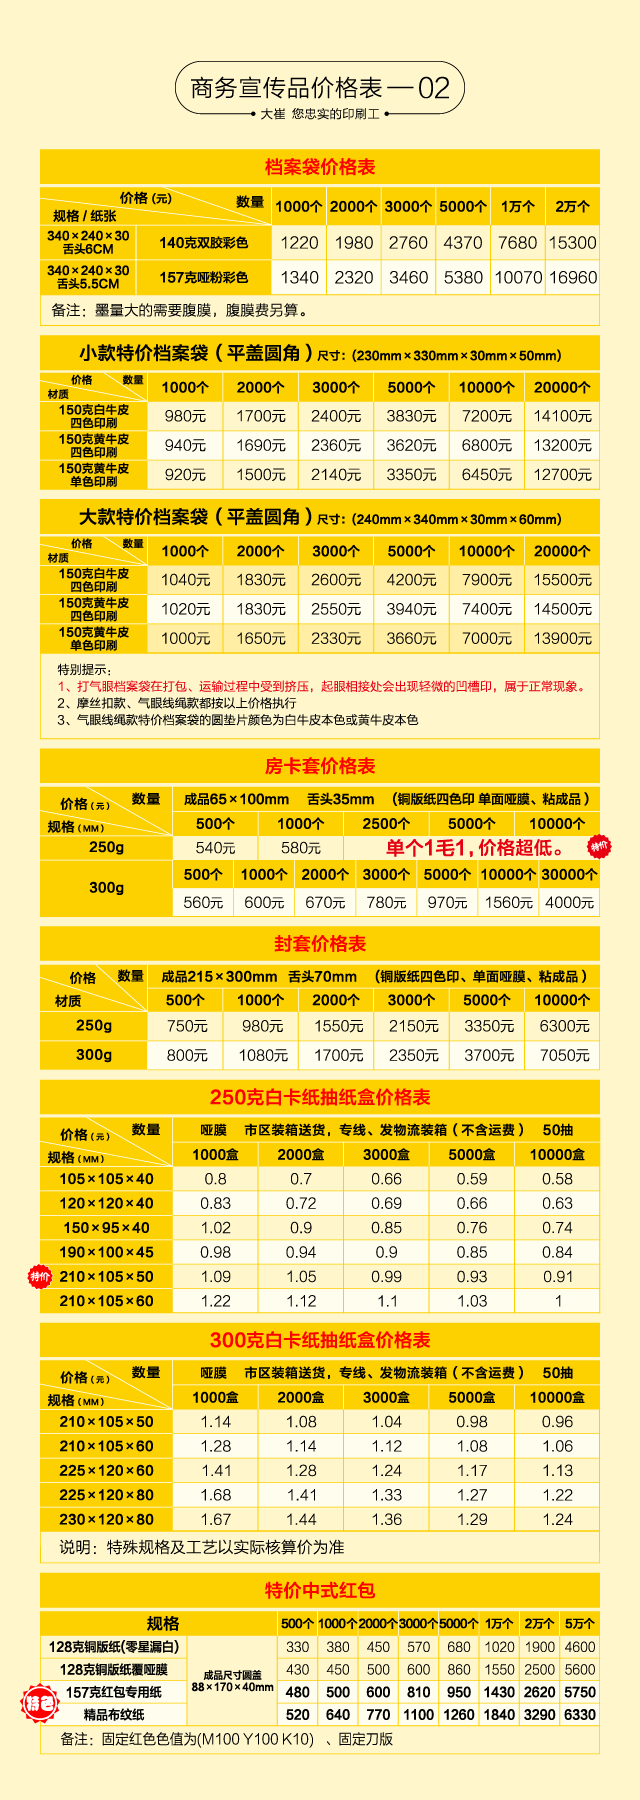 商务宣传品价格表—02
大崔 您忠实的印刷工
档案袋价格表
价格(元) 数量 规格/纸张 1000个 2000个 3000个 5000个 1万个 2万个
340×240×30 舌头6CM 140克双胶彩色 1220 1980 2760 4370 7680 15300
340×240×30 舌头5.5CM 157克哑粉彩色 1340 2320 3460 5380 10070 16960
备注：墨量大的需要腹膜，腹膜费另算。
小款特价档案袋（平盖圆角）尺寸：(230mm×330mm×30mm×50mm)
价格 数量 材质 1000个 2000个 3000个 5000个 10000个 20000个
150克白牛皮 四色印刷 980元 1700元 2400元 3830元 7200元 14100元
150克黄牛皮 四色印刷 940元 1690元 2360元 3620元 6800元 13200元
150克黄牛皮 单色印刷 920元 1500元 2140元 3350元 6450元 12700元
大款特价档案袋（平盖圆角）尺寸：(240mm×340mm×30mm×60mm)
价格 数量 材质 1000个 2000个 3000个 5000个 10000个 20000个
150克白牛皮 四色印刷 1040元 1830元 2600元 4200元 7900元 15500元
150克黄牛皮 四色印刷 1020元 1830元 2550元 3940元 7400元 14500元
150克黄牛皮 单色印刷 1000元 1650元 2330元 3660元 7000元 13900元
特别提示：
1、打气眼档案袋在打包、运输过程中受到挤压，起眼相接处会出现轻微的凹槽印，属于正常现象。
2、摩丝扣款、气眼线绳款都按以上价格执行
3、气眼线绳款特价档案袋的圆垫片颜色为白牛皮本色或黄牛皮本色
房卡套价格表
价格(元) 数量 规格(MM) 成品65×100mm 舌头35mm （铜版纸四色印 单面哑膜、粘成品）
500个 1000个 2500个 5000个 10000个
250g 540元 580元 单个1毛1,价格超低。 特价
300g 500个 1000个 2000个 3000个 5000个 10000个 30000个
560元 600元 670元 780元 970元 1560元 4000元
封套价格表
价格 数量 材质 成品215×300mm 舌头70mm （铜版纸四色印、单面哑膜、粘成品）
500个 1000个 2000个 3000个 5000个 10000个
250g 750元 980元 1550元 2150元 3350元 6300元
300g 800元 1080元 1700元 2350元 3700元 7050元
250克白卡纸抽纸盒价格表
价格(元) 数量 规格(MM) 哑膜 市区装箱送货，专线、发物流装箱（不含运费） 50抽
1000盒 2000盒 3000盒 5000盒 10000盒
105×105×40 0.8 0.7 0.66 0.59 0.58
120×120×40 0.83 0.72 0.69 0.66 0.63
150×95×40 1.02 0.9 0.85 0.76 0.74
190×100×45 0.98 0.94 0.9 0.85 0.84
特价 210×105×50 1.09 1.05 0.99 0.93 0.91
210×105×60 1.22 1.12 1.1 1.03 1
300克白卡纸抽纸盒价格表
价格(元) 数量 规格(MM) 哑膜 市区装箱送货，专线、发物流装箱（不含运费） 50抽
1000盒 2000盒 3000盒 5000盒 10000盒
210×105×50 1.14 1.08 1.04 0.98 0.96
210×105×60 1.28 1.14 1.12 1.08 1.06
225×120×60 1.41 1.28 1.24 1.17 1.13
225×120×80 1.68 1.41 1.33 1.27 1.22
230×120×80 1.67 1.44 1.36 1.29 1.24
说明：特殊规格及工艺以实际核算价为准
特价中式红包
规格 500个 1000个 2000个 3000个 5000个 1万个 2万个 5万个
128克铜版纸(零星漏白) 330 380 450 570 680 1020 1900 4600
128克铜版纸覆哑膜 430 450 500 600 860 1550 2500 5600
成品尺寸圆盖 88×170×40mm
特色 157克红包专用纸 480 500 600 810 950 1430 2620 5750
精品布纹纸 520 640 770 1100 1260 1840 3290 6330
备注：固定红色色值为(M100 Y100 K10) 、固定刀版